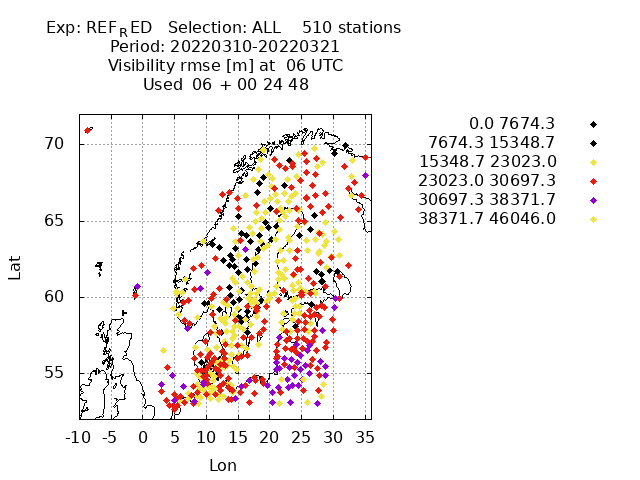 Exp: REF_RED Selection: ALL 510 stations
Period: 20220310-20220321
Visibility rmse [m] at 06 UTC
Used 06 + 00 24 48
0.0 7674.3
7674.3 15348.7
15348.7 23023.0
23023.0 30697.3
30697.3 38371.7
38371.7 46046.0
Lat
70
65
60
55
-10 -5 0 5 10 15 20 25 30 35
Lon